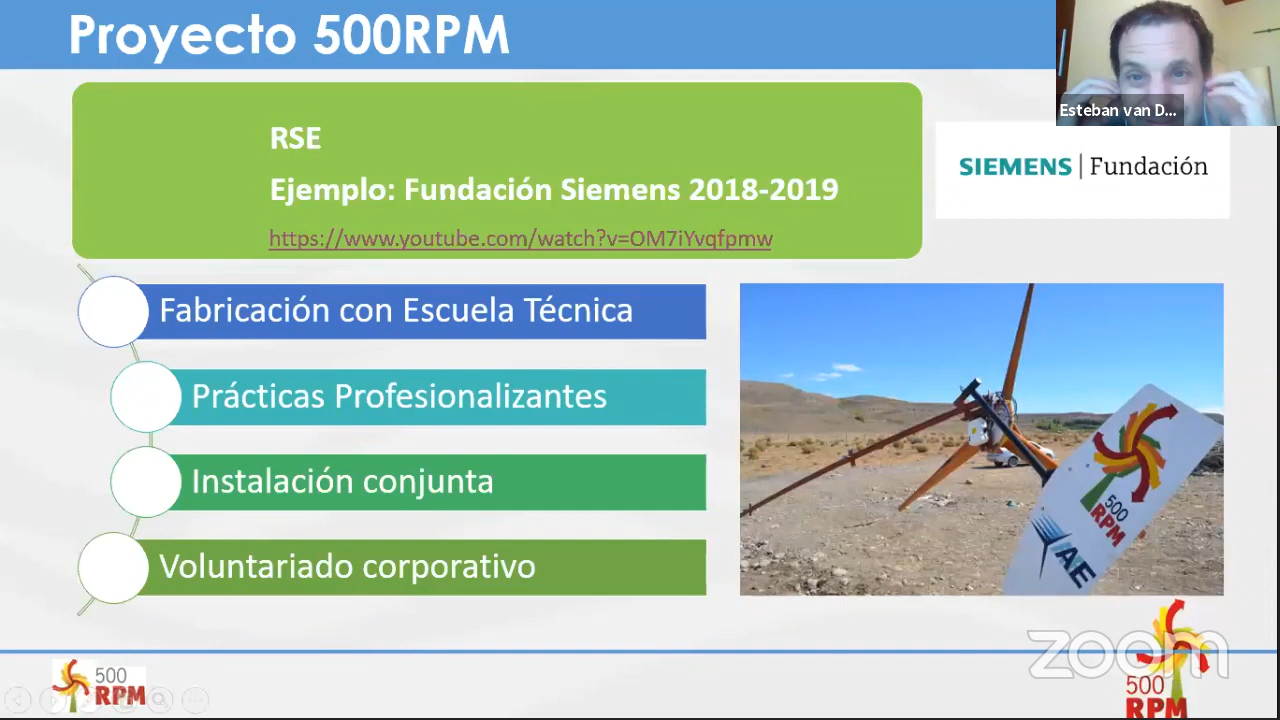 Proyecto 500RPM
Esteban van D...
RSE
Ejemplo: Fundación Siemens 2018-2019
https://www.youtube.com/watch?v=OM7iYvqfpmw
SIEMENS | Fundación
Fabricación con Escuela Técnica
Prácticas Profesionalizantes
Instalación conjunta
Voluntariado corporativo
500
RPM
IAE
zoom
500
RPM
500
RPM